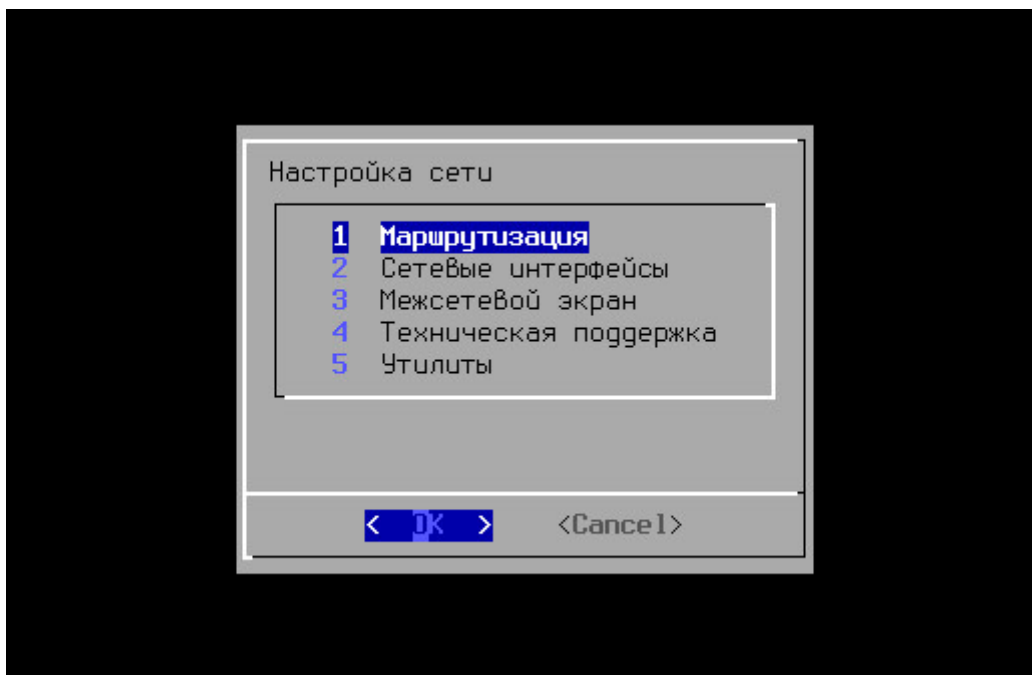 Настройка сети
1 Маршрутизация
2 Сетевые интерфейсы
3 Межсетевой экран
4 Техническая поддержка
5 Утилиты
< OK > <Cancel>